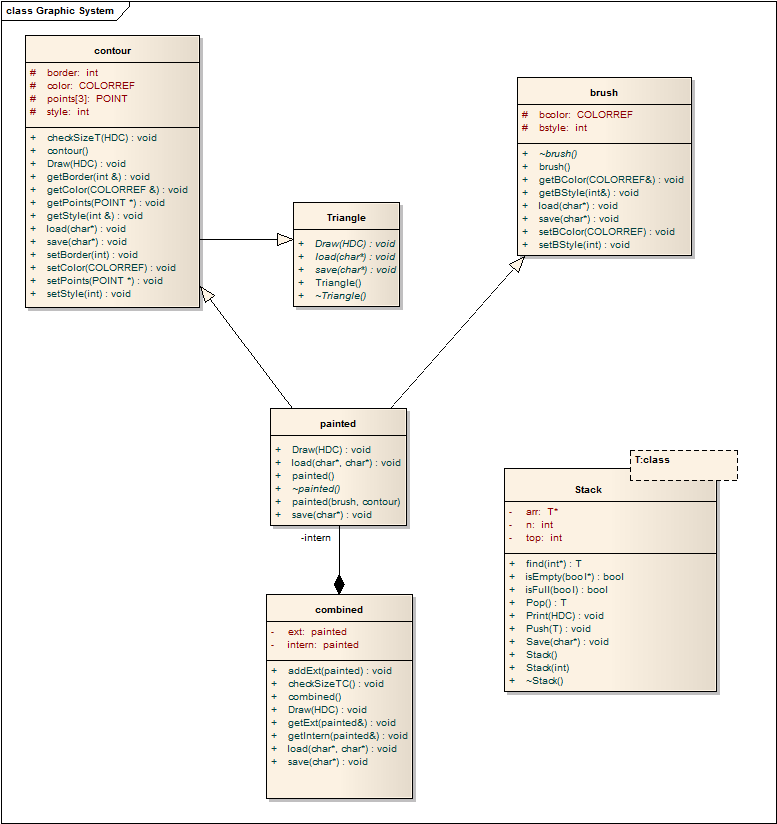 class Graphic System
contour
# border: int
# color: COLORREF
# points[3]: POINT
# style: int
+ checkSizeT(HDC) : void
+ contour()
+ Draw(HDC) : void
+ getBorder(int &) : void
+ getColor(COLORREF &) : void
+ getPoints(POINT *) : void
+ getStyle(int &) : void
+ load(char*) : void
+ save(char*) : void
+ setBorder(int) : void
+ setColor(COLORREF) : void
+ setPoints(POINT *) : void
+ setStyle(int) : void
brush
# bcolor: COLORREF
# bstyle: int
+ ~brush()
+ brush()
+ getBColor(COLORREF&) : void
+ getBStyle(int&) : void
+ load(char*) : void
+ save(char*) : void
+ setBColor(COLORREF) : void
+ setBStyle(int) : void
Triangle
+ Draw(HDC) : void
+ load(char*) : void
+ save(char*) : void
+ Triangle()
+ ~Triangle()
painted
+ Draw(HDC) : void
+ load(char*, char*) : void
+ painted()
+ ~painted()
+ painted(brush, contour)
+ save(char*) : void
-intern
combined
- ext: painted
- intern: painted
+ addExt(painted) : void
+ checkSizeTC() : void
+ combined()
+ Draw(HDC) : void
+ getExt(painted&) : void
+ getIntern(painted&) : void
+ load(char*, char*) : void
+ save(char*) : void
T:class
Stack
- arr: T*
- n: int
- top: int
+ find(int*) : T
+ isEmpty(bool*) : bool
+ isFull(bool) : bool
+ Pop() : T
+ Print(HDC) : void
+ Push(T) : void
+ Save(char*) : void
+ Stack()
+ Stack(int)
+ ~Stack()